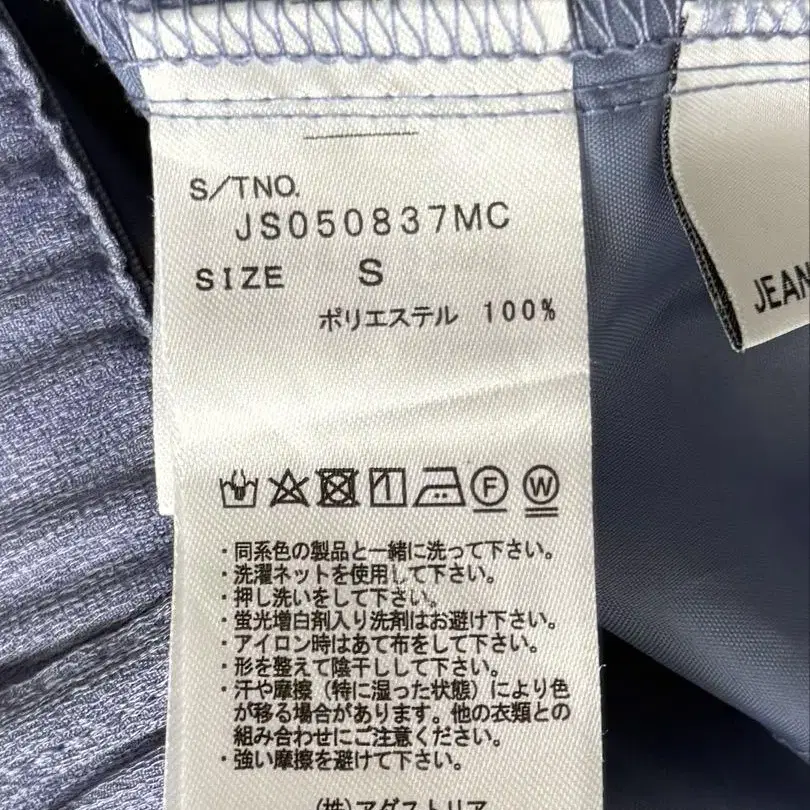 S/TNO.
JS050837MC
SIZE S
ポリエステル 100%
F W
・同系色の製品と一緒に洗って下さい。
・洗濯ネットを使用して下さい。
・押し洗いをして下さい。
・蛍光増白剤入り洗剤はお避け下さい。
・アイロン時はあて布をして下さい。
・形を整えて陰干しして下さい。
・汗や摩擦（特に湿った状態）により色
が移る場合があります。他の衣類との
組み合わせにご注意ください。
・強い摩擦を避けて下さい。
(株)アダストリア
JEAN